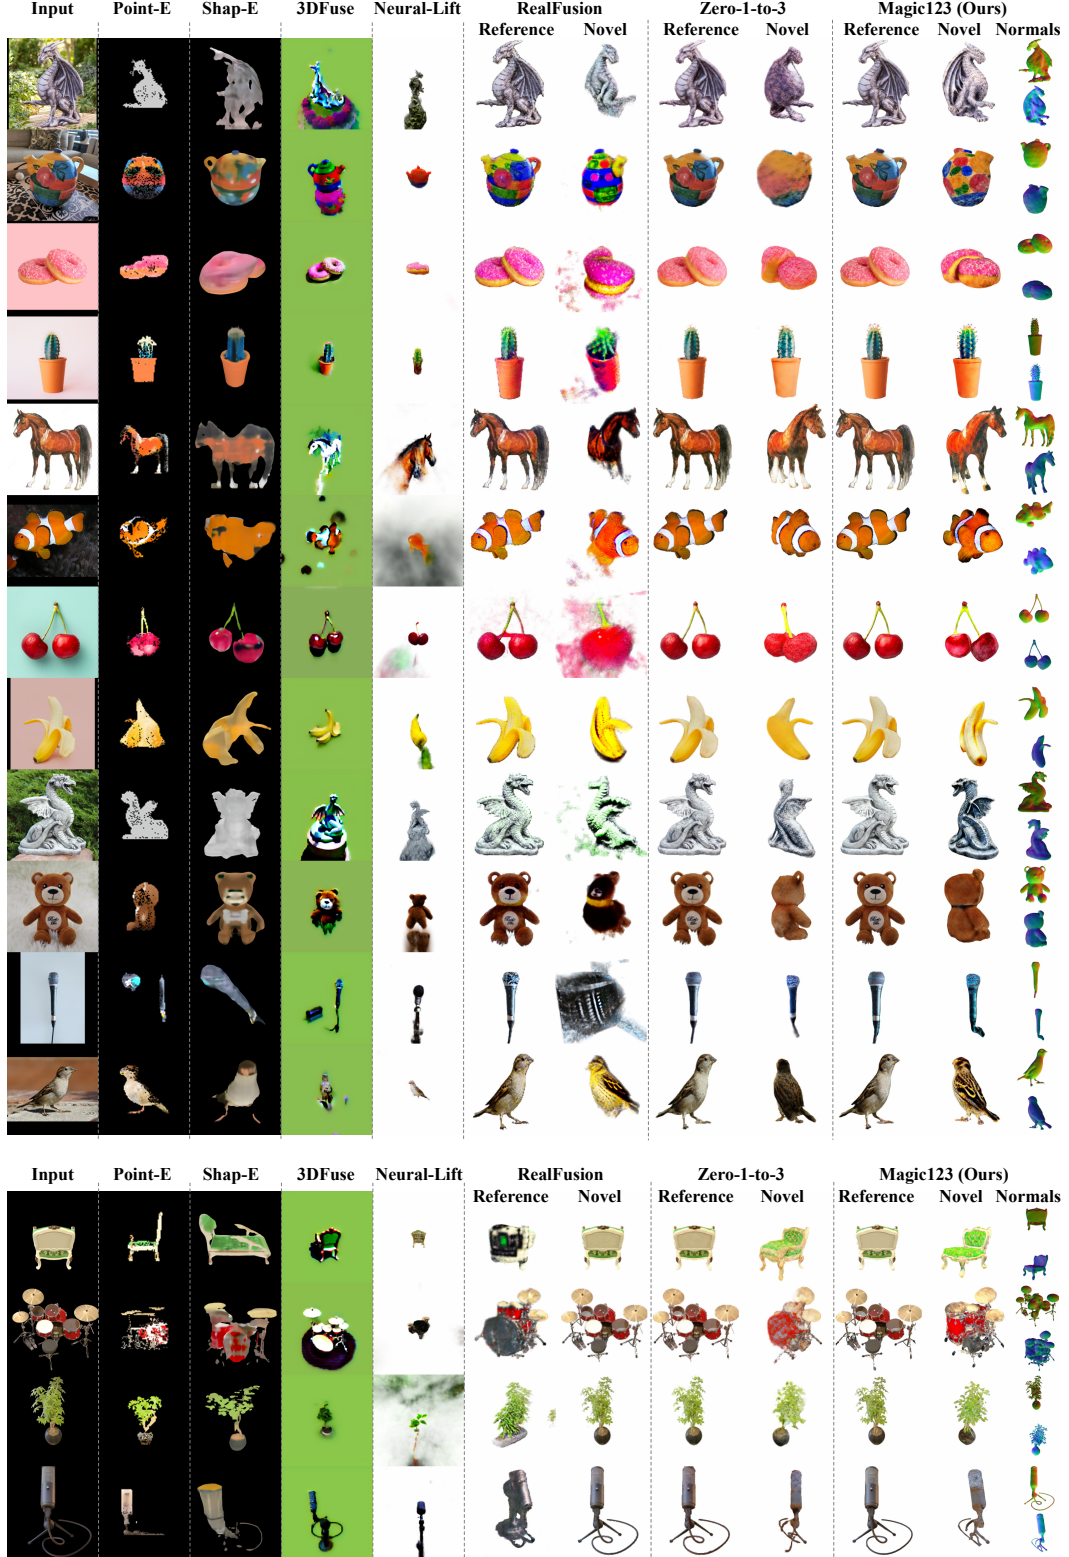 Input Point-E Shap-E 3DFuse Neural-Lift RealFusion Zero-1-to-3 Magic123 (Ours)
Reference Novel Reference Novel Reference Novel Normals
Input Point-E Shap-E 3DFuse Neural-Lift RealFusion Zero-1-to-3 Magic123 (Ours)
Reference Novel Reference Novel Reference Novel Normals